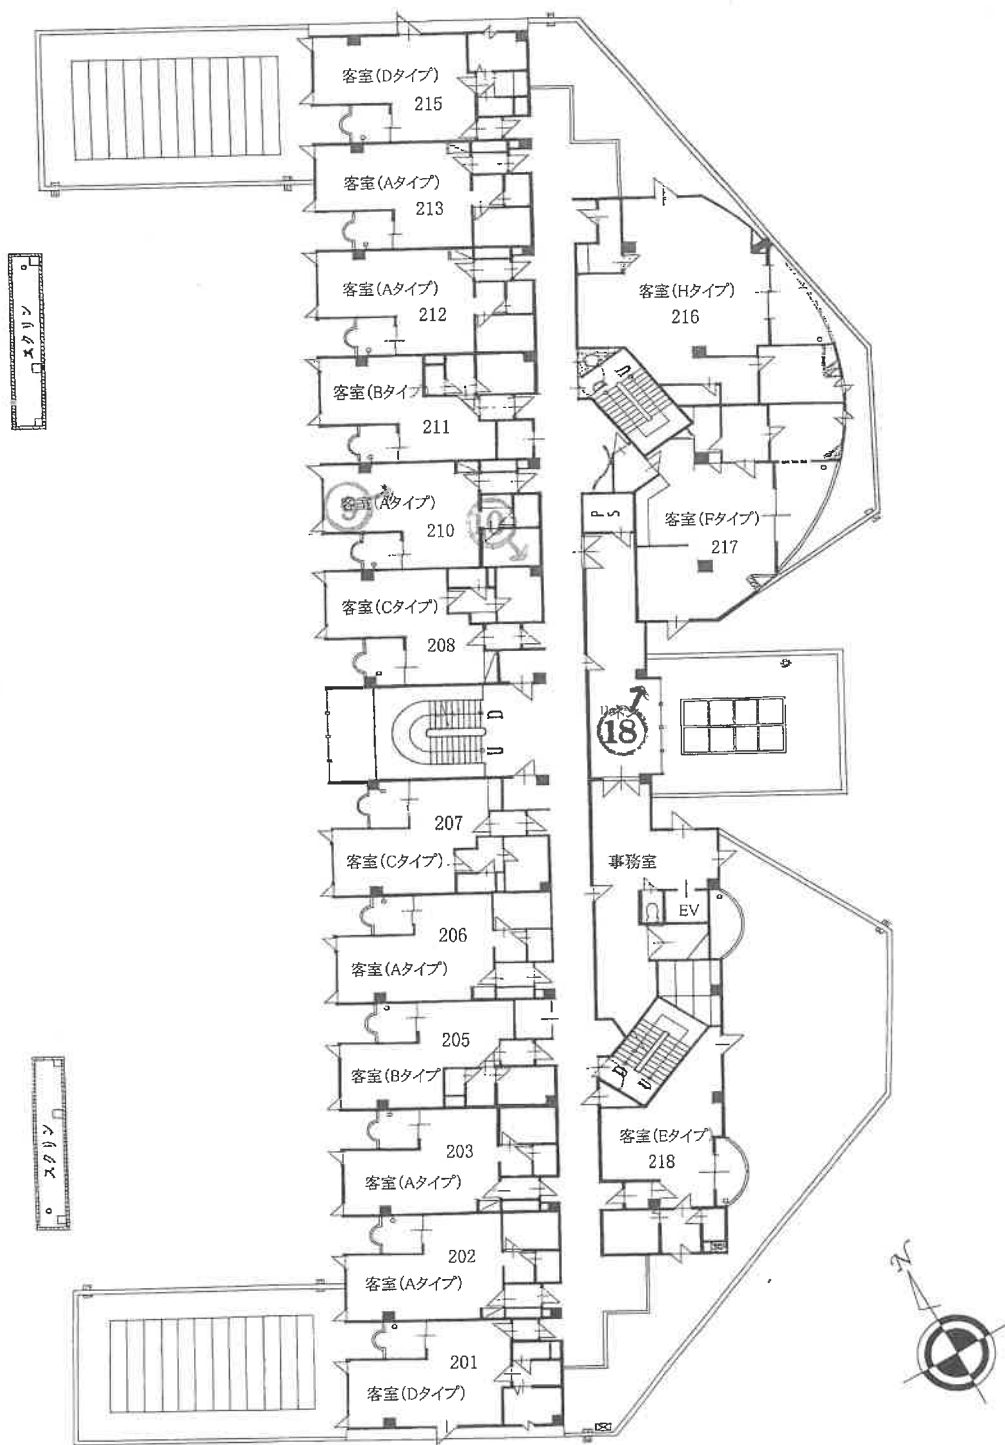 客室(Dタイプ)
215
客室(Aタイプ)
213
客室(Aタイプ)
212
客室(Bタイプ
211
客室(Aタイプ)
210
9
10
客室(Cタイプ)
208
客室(Hタイプ)
216
U
D
PS
客室(Fタイプ)
217
スクリン
D
U
リネン
18
207
客室(Cタイプ)
206
客室(Aタイプ)
205
客室(Bタイプ
203
客室(Aタイプ)
202
客室(Aタイプ)
201
客室(Dタイプ)
事務室
EV
D
U
客室(Eタイプ
218
スクリン
N